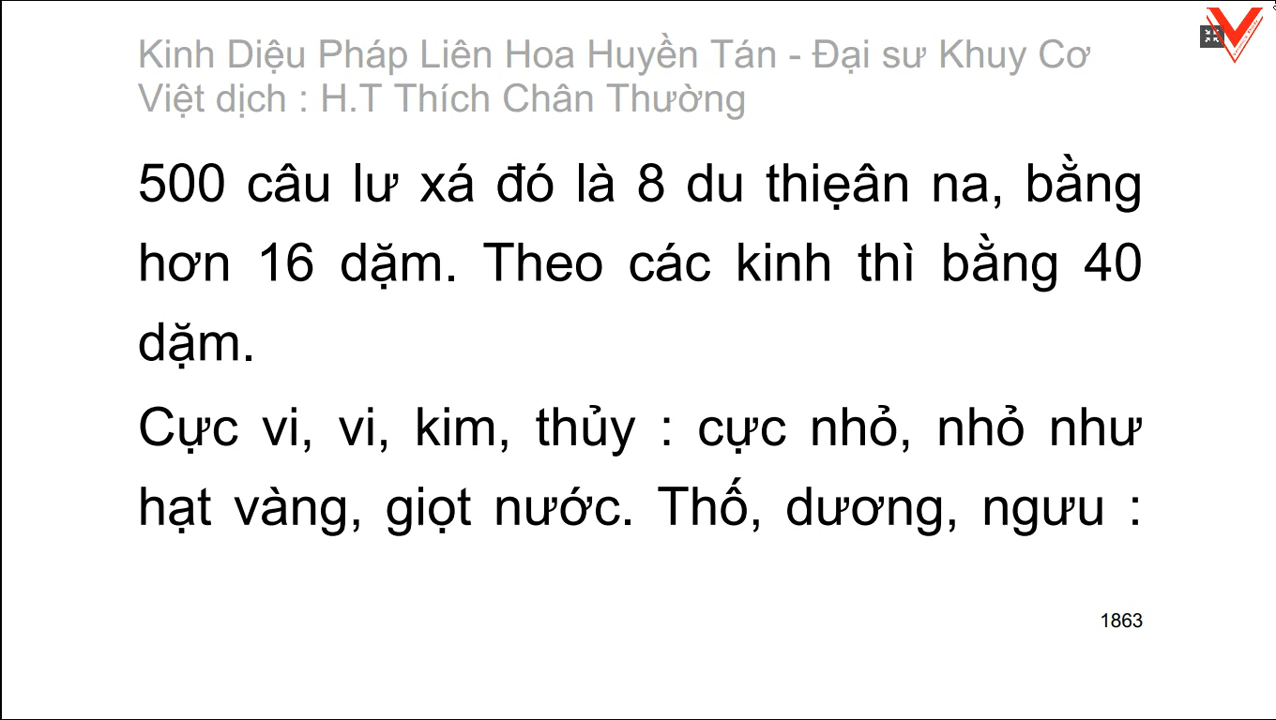 Kinh Diệu Pháp Liên Hoa Huyền Tán - Đại sư Khuy Cơ
Việt dịch : H.T Thích Chân Thường
500 câu lư xá đó là 8 du thiẹân na, bằng
hơn 16 dặm. Theo các kinh thì bằng 40
dặm.
Cực vi, vi, kim, thủy : cực nhỏ, nhỏ như
hạt vàng, giọt nước. Thố, dương, ngưu :
1863